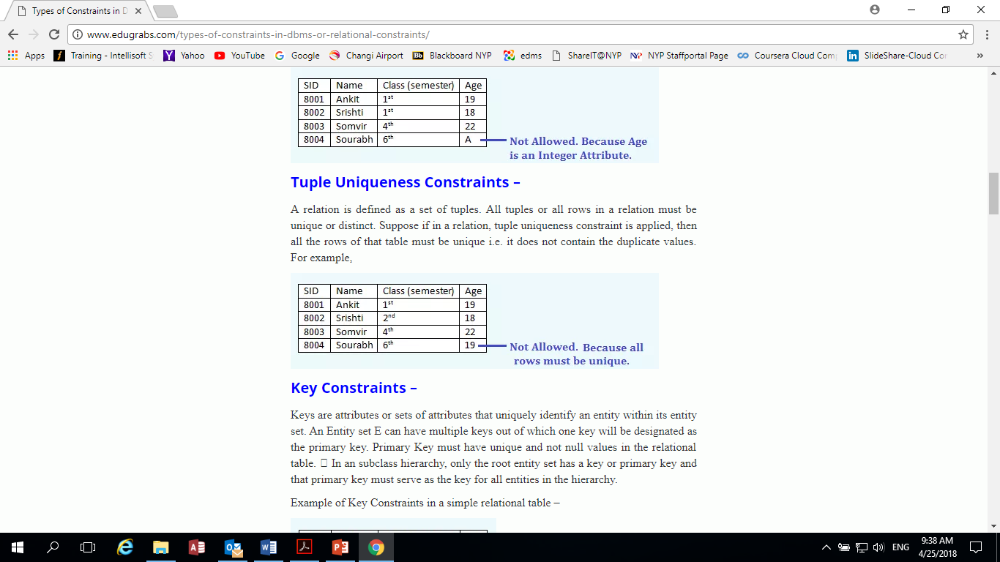 Types of Constraints in D
www.edugrabs.com/types-of-constraints-in-dbms-or-relational-constraints/
Apps Training - Intellisoft S Yahoo YouTube Google Changi Airport Blackboard NYP edms ShareIT@NYP NYP Staffportal Page Coursera Cloud Com SlideShare-Cloud Cor »
SID Name Class (semester) Age
8001 Ankit 1st 19
8002 Srishti 1st 18
8003 Somvir 4th 22
8004 Sourabh 6th A
Not Allowed. Because Age
is an Integer Attribute.
Tuple Uniqueness Constraints –
A relation is defined as a set of tuples. All tuples or all rows in a relation must be
unique or distinct. Suppose if in a relation, tuple uniqueness constraint is applied, then
all the rows of that table must be unique i.e. it does not contain the duplicate values.
For example,
SID Name Class (semester) Age
8001 Ankit 1st 19
8002 Srishti 2nd 18
8003 Somvir 4th 22
8004 Sourabh 6th 19
Not Allowed. Because all
rows must be unique.
Key Constraints –
Keys are attributes or sets of attributes that uniquely identify an entity within its entity
set. An Entity set E can have multiple keys out of which one key will be designated as
the primary key. Primary Key must have unique and not null values in the relational
table. In an subclass hierarchy, only the root entity set has a key or primary key and
that primary key must serve as the key for all entities in the hierarchy.
Example of Key Constraints in a simple relational table –
ENG
9:38 AM
4/25/2018